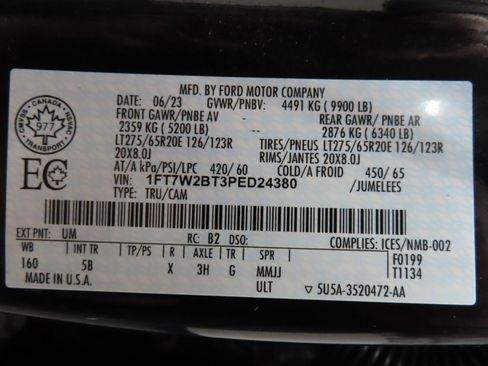 MFD. BY FORD MOTOR COMPANY
DATE: 06/23 GVWR/PNBV: 4491 KG (9900 LB)
FRONT GAWR/PNBE AV REAR GAWR/PNBE AR
2359 KG (5200 LB) 2876 KG (6340 LB)
LT275/65R20E 126/123R TIRES/PNEUS LT275/65R20E 126/123R
20X8.0J RIMS/JANTES 20X8.0J
AT/A kPa/PSI/LPC 420/60 COLD/A FROID 450/65
VIN: 1FT7W2BT3PED24380 /JUMELEES
TYPE: TRU/CAM
CANADA
CMVSS NSVAC
977
TRANSPORT
EC
EXT PNT: UM RC: B2 DSO: COMPLIES: ICES/NMB-002
WB INT TR TP/PS R AXLE TR SPR F0199
160 5B X 3H G MMJJ T1134
MADE IN U.S.A. ULT ▽ 5U5A-3520472-AA